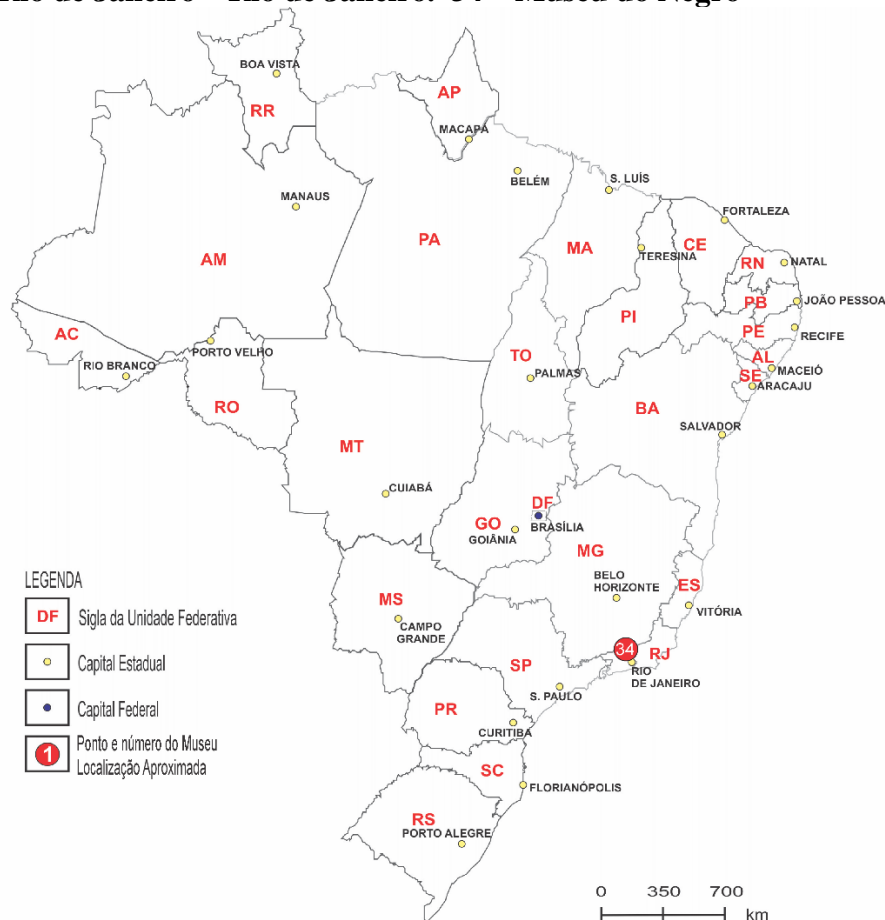 Rio de Janeiro – Rio de Janeiro: 34 – Museu do Negro
BOA VISTA
RR
AP
MACAPÁ
BELÉM
S. LUÍS
FORTALEZA
MANAUS
AM
PA
MA
TERESINA
CE
RN
NATAL
PB
JOÃO PESSOA
PE
RECIFE
PI
AC
RIO BRANCO
PORTO VELHO
TO
PALMAS
AL
MACEIÓ
SE
ARACAJU
RO
BA
SALVADOR
MT
CUIABÁ
DF
BRASÍLIA
GO
GOIÂNIA
MG
BELO
HORIZONTE
ES
VITÓRIA
MS
CAMPO
GRANDE
34
RJ
RIO
DE JANEIRO
SP
S. PAULO
PR
CURITIBA
SC
FLORIANÓPOLIS
RS
PORTO ALEGRE
LEGENDA
DF Sigla da Unidade Federativa
Capital Estadual
Capital Federal
1 Ponto e número do Museu
Localização Aproximada
0 350 700
km